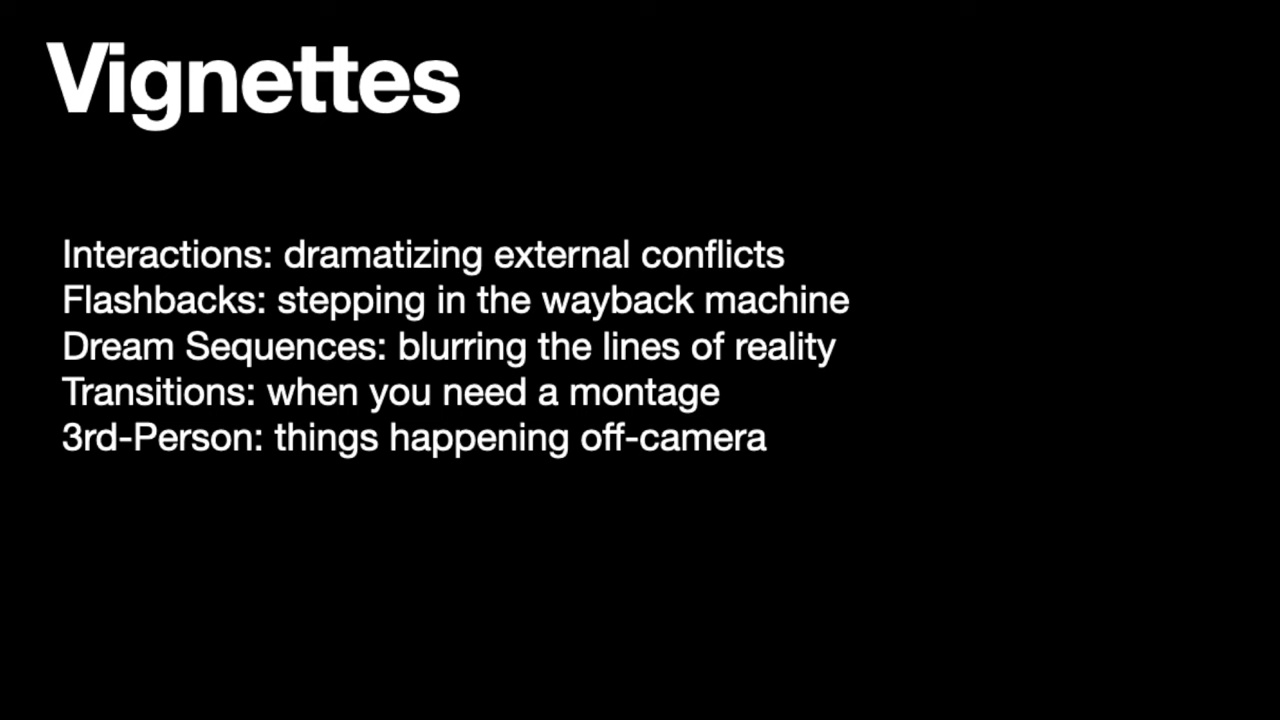 Vignettes
Interactions: dramatizing external conflicts
Flashbacks: stepping in the wayback machine
Dream Sequences: blurring the lines of reality
Transitions: when you need a montage
3rd-Person: things happening off-camera